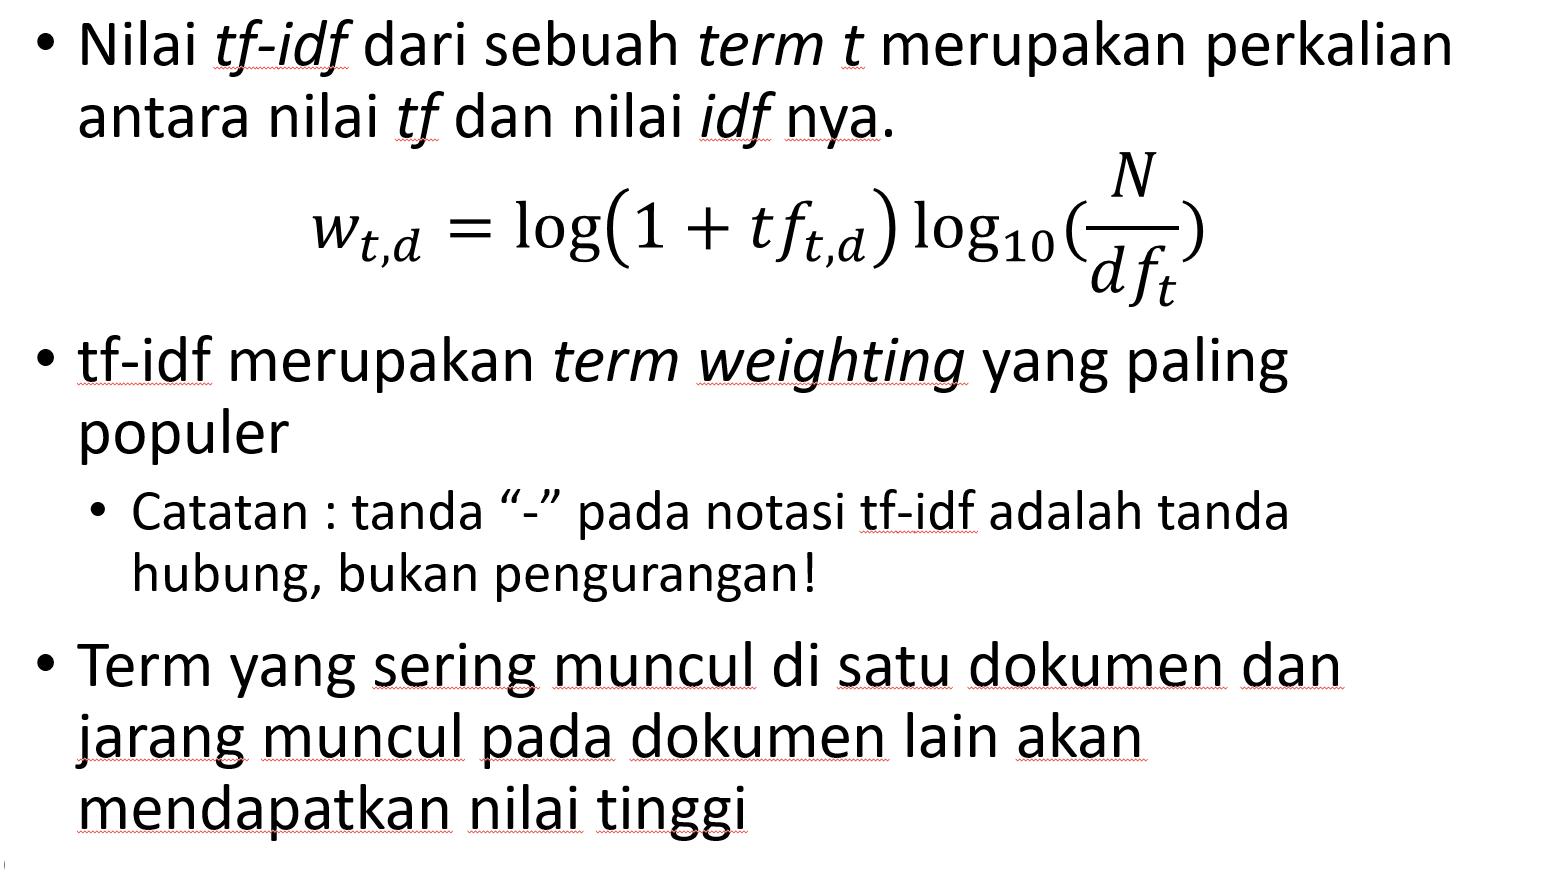 • Nilai tf-idf dari sebuah term t merupakan perkalian
antara nilai tf dan nilai idf nya.
w_{t,d} = log(1 + tf_{t,d}) log_{10}(\frac{N}{df_t})
• tf-idf merupakan term weighting yang paling
populer
• Catatan : tanda “-” pada notasi tf-idf adalah tanda
hubung, bukan pengurangan!
• Term yang sering muncul di satu dokumen dan
jarang muncul pada dokumen lain akan
mendapatkan nilai tinggi